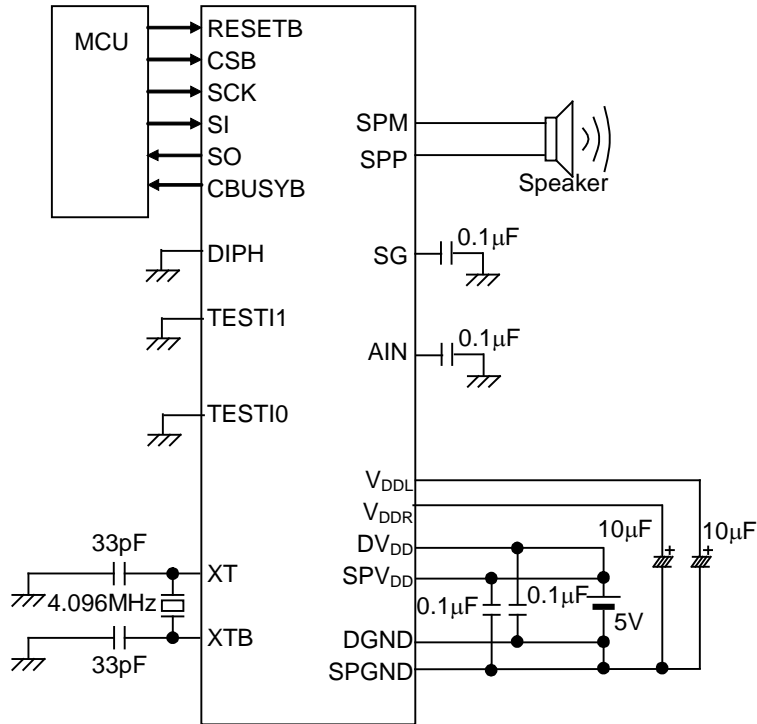 MCU
RESETB
CSB
SCK
SI
SO
CBUSYB
DIPH
TESTI1
TESTI0
33pF
XT
4.096MHz
XTB
33pF
SPM
SPP
Speaker
SG
0.1μF
AIN
0.1μF
VDDL
VDDR
10μF
10μF
DVDD
SPVDD
0.1μF
0.1μF
5V
DGND
SPGND